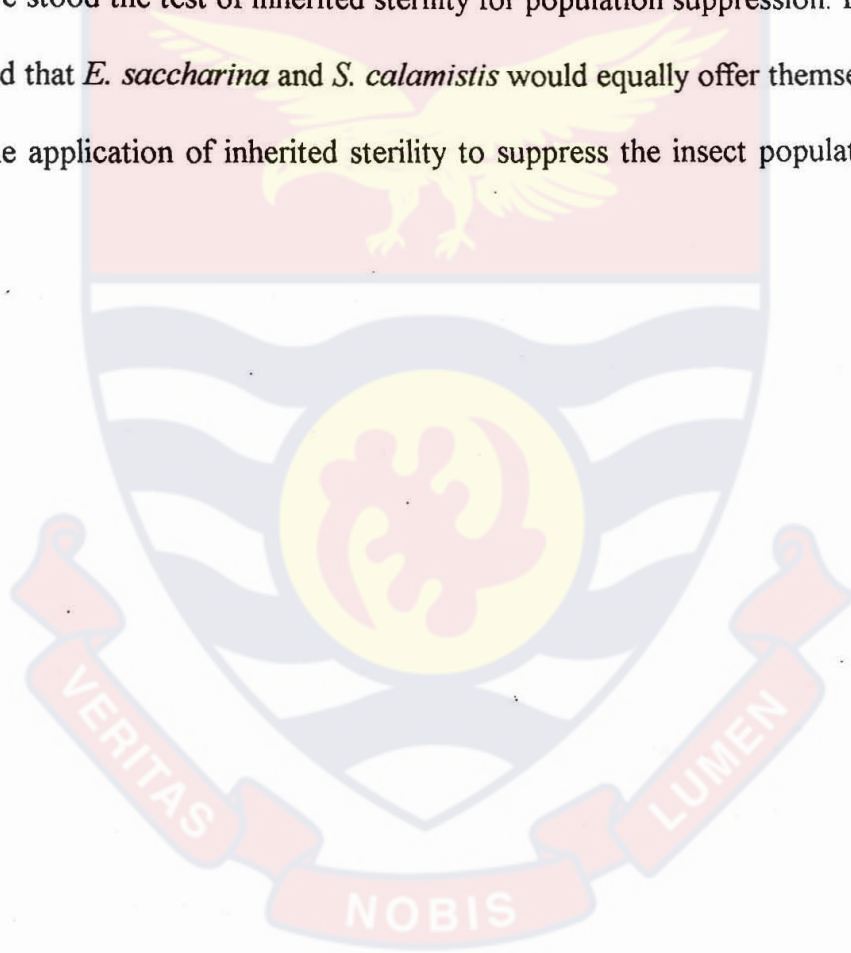 stood the test of inherited sterility for population suppression.
d that E. saccharina and S. calamistis would equally offer themse
e application of inherited sterility to suppress the insect populat
VERITAS
NOBIS
LUMEN